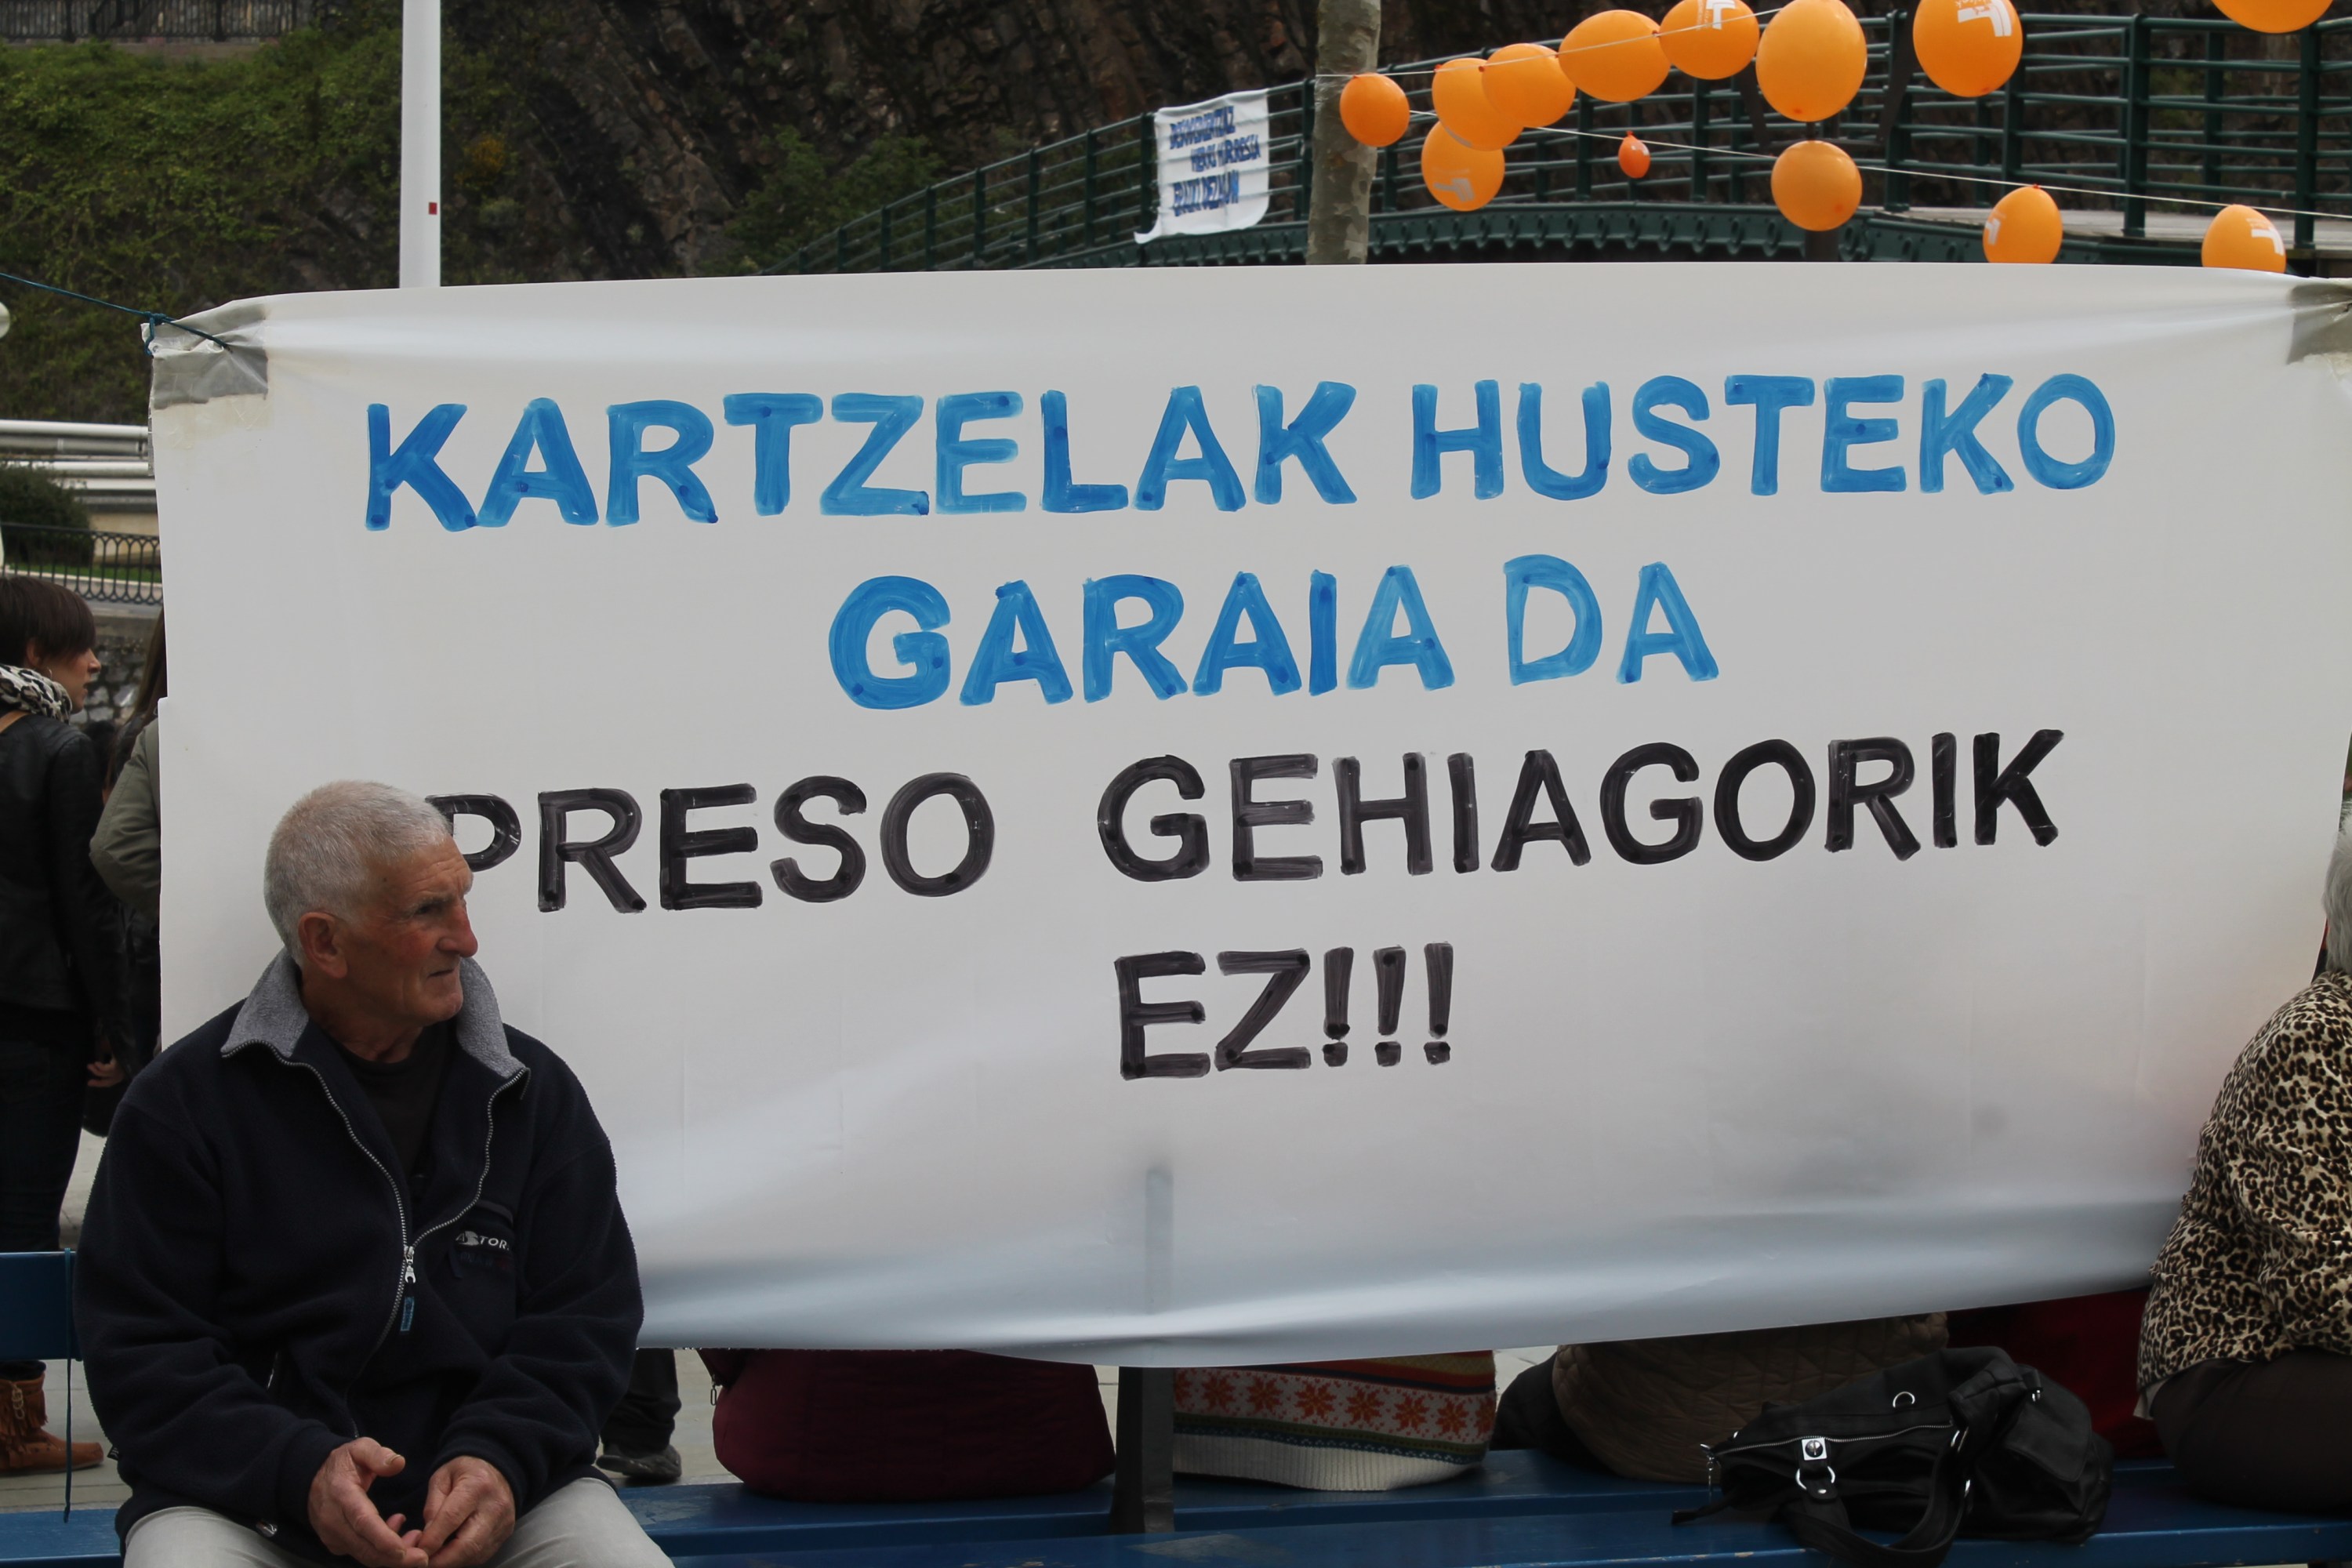 KARTZELAK HUSTEKO
GARAIA DA
PRESO GEHIAGORIK
EZ!!!